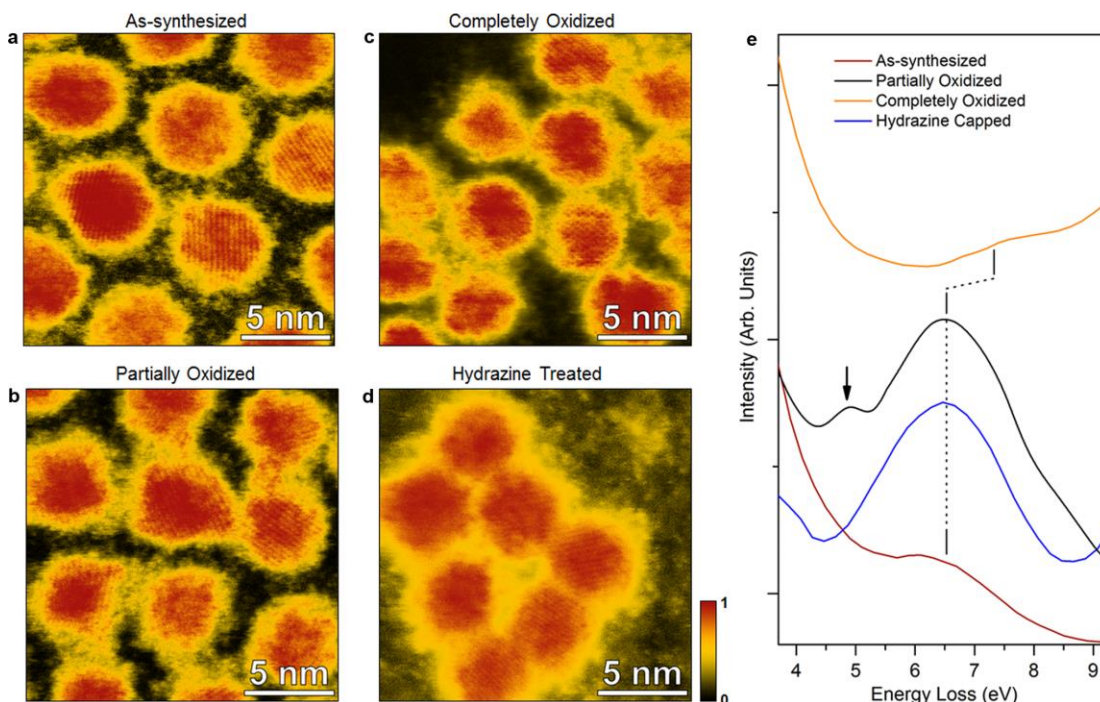 a
As-synthesized
5 nm
b
Partially Oxidized
5 nm
c
Completely Oxidized
5 nm
d
Hydrazine Treated
5 nm
1
0
e
As-synthesized
Partially Oxidized
Completely Oxidized
Hydrazine Capped
Intensity (Arb. Units)
4 5 6 7 8 9
Energy Loss (eV)